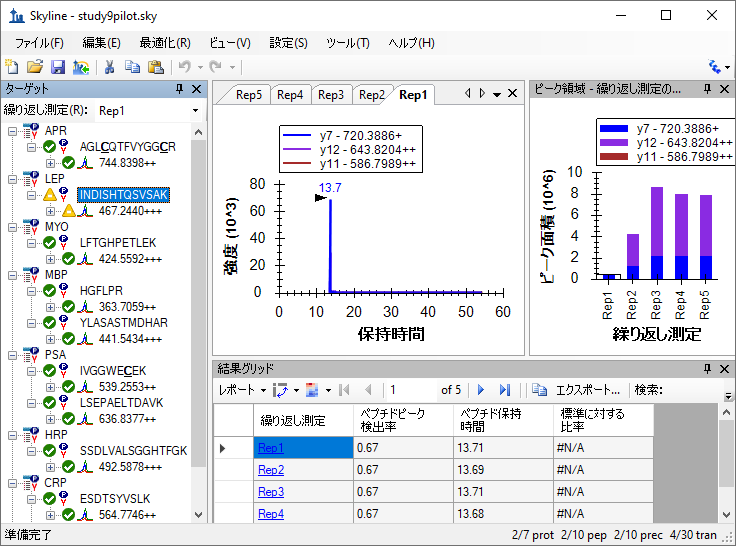 Skyline - study9pilot.sky
ファイル(F) 編集(E) 最適化(R) ビュー(V) 設定(S) ツール(T) ヘルプ(H)
ターゲット
繰り返し測定(R): Rep1
APR
AGLCQTFVYGGCR
744.8398++
LEP
INDISHTQSVSAK
467.2440+++
MYO
LFTGHPETLEK
424.5592+++
MBP
HGFLPR
363.7059++
YLASASTMDHAR
441.5434+++
PSA
IVGGWECEK
539.2553++
LSEPAELTDAVK
636.8377++
HRP
SSDLVALSGGHTFGK
492.5878+++
CRP
ESDTSYVSLK
564.7746++
Rep5 Rep4 Rep3 Rep2 Rep1
y7 - 720.3886+
y12 - 643.8204++
y11 - 586.7989++
13.7
80
60
40
20
0
強度 (10^3)
0 10 20 30 40 50 60
保持時間
ピーク領域 - 繰り返し測定の...
y7 - 720.3886+
y12 - 643.8204++
y11 - 586.7989++
10
8
6
4
2
0
ピーク面積 (10^6)
Rep1 Rep2 Rep3 Rep4 Rep5
繰り返し測定
結果グリッド
レポート 1 of 5 エクスポート... 検索:
繰り返し測定 ペプチドピーク検出率 ペプチド保持時間 標準に対する比率
Rep1 0.67 13.71 #N/A
Rep2 0.67 13.69 #N/A
Rep3 0.67 13.71 #N/A
Rep4 0.67 13.68 #N/A
準備完了 2/7 prot 2/10 pep 2/10 prec 4/30 tran